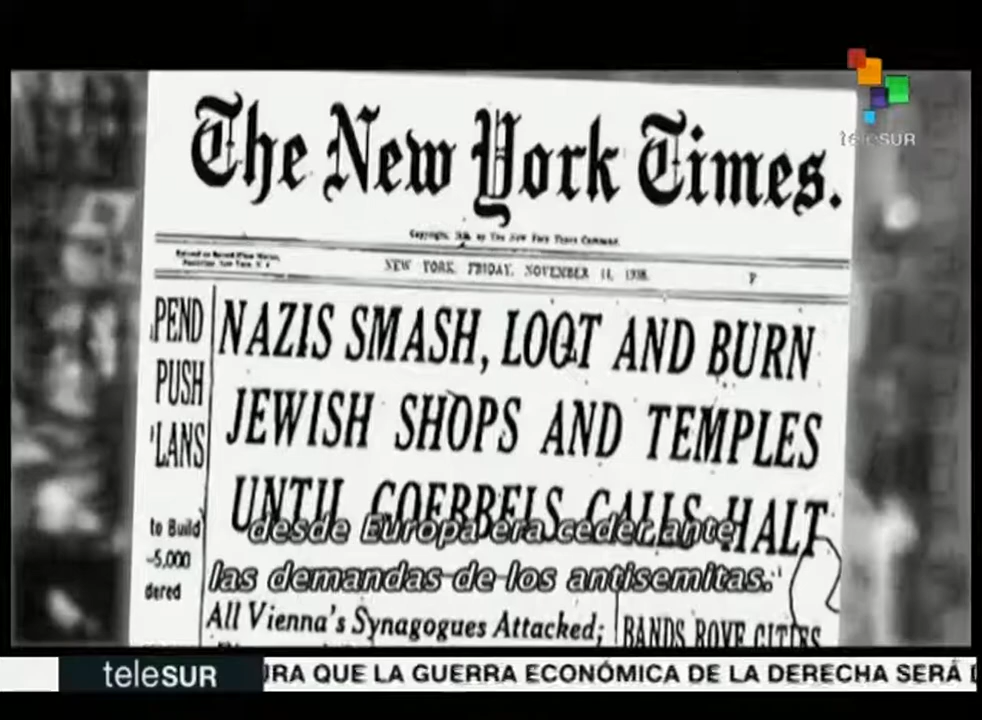 The New York Times.
teleSUR
NEW YORK, FRIDAY, NOVEMBER 11, 1938.
PEND
PUSH
'LANS
NAZIS SMASH, LOOT AND BURN
JEWISH SHOPS AND TEMPLES
UNTIL GOEBBELS CALLS HALT
to Build
-5,000
dered
desde Europa era ceder ante
las demandas de los antisemitas."
All Vienna's Synagogues Attacked;
BANDS ROVE CITIES
teleSUR
URA QUE LA GUERRA ECONÓMICA DE LA DERECHA SERÁ